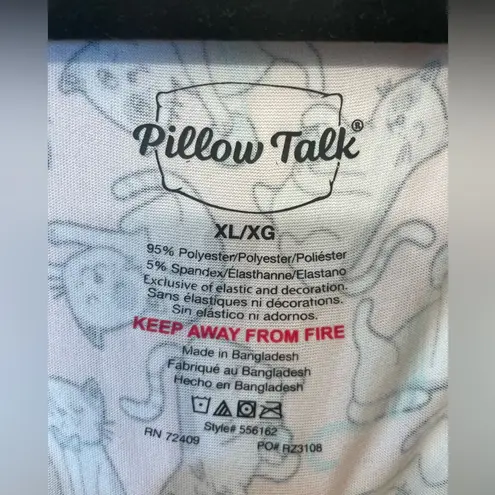 Pillow Talk®
XL/XG
95% Polyester/Polyester/Poliéster
5% Spandex/Élasthanne/Elastano
Exclusive of elastic and decoration.
Sans élastiques ni décorations.
Sin elástico ni adornos.
KEEP AWAY FROM FIRE
Made in Bangladesh
Fabriqué au Bangladesh
Hecho en Bangladesh
Style# 556162
RN 72409 PO# RZ3108